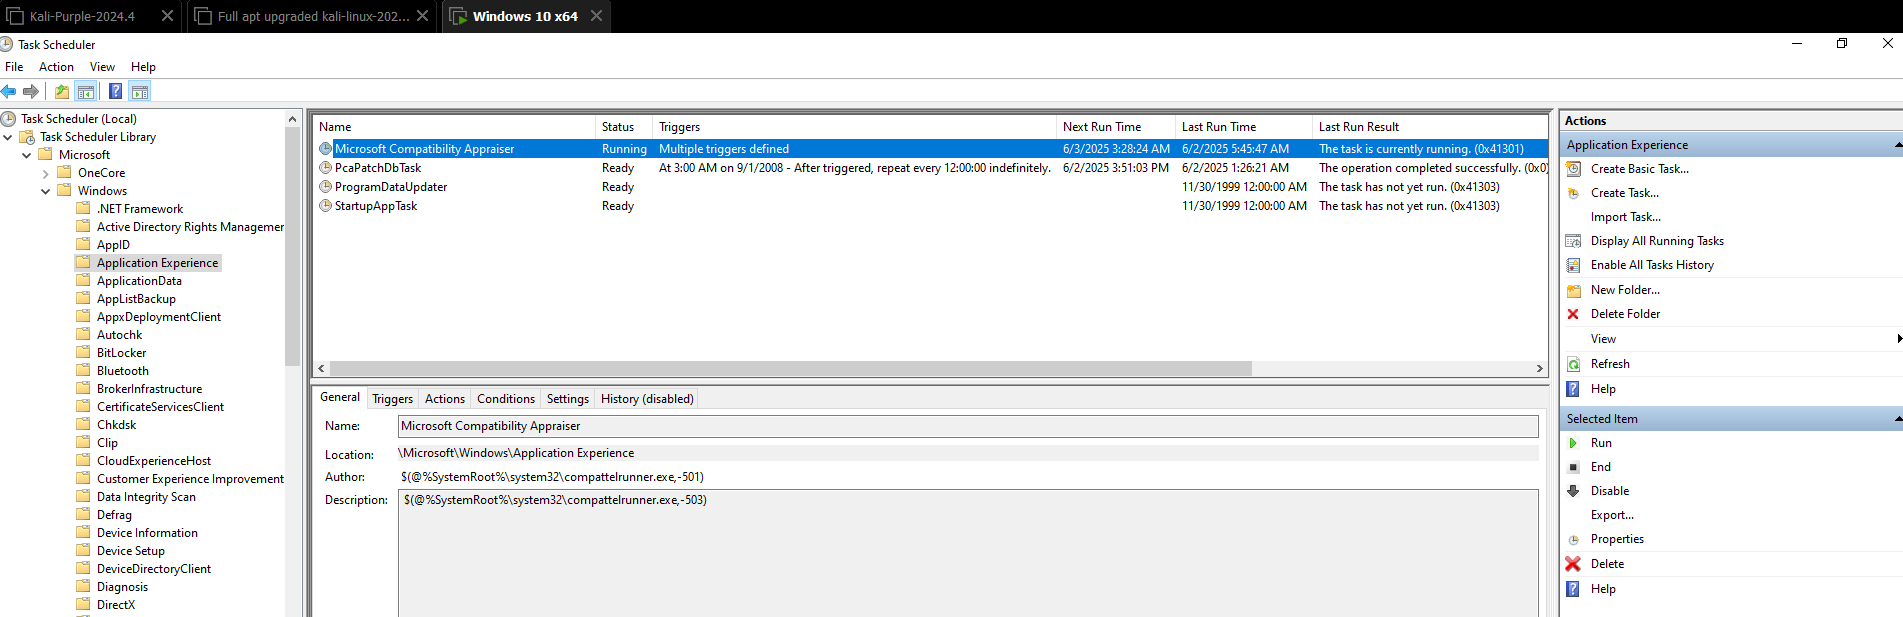 Kali-Purple-2024.4
Full apt upgraded kali-linux-202...
Windows 10 x64
Task Scheduler
File Action View Help
Task Scheduler (Local)
Task Scheduler Library
Microsoft
OneCore
Windows
.NET Framework
Active Directory Rights Managemer
AppID
Application Experience
ApplicationData
AppListBackup
AppxDeploymentClient
Autochk
BitLocker
Bluetooth
BrokerInfrastructure
CertificateServicesClient
Chkdsk
Clip
CloudExperienceHost
Customer Experience Improvement
Data Integrity Scan
Defrag
Device Information
Device Setup
DeviceDirectoryClient
Diagnosis
DirectX
Name Status Triggers Next Run Time Last Run Time Last Run Result
Microsoft Compatibility Appraiser Running Multiple triggers defined 6/3/2025 3:28:24 AM 6/2/2025 5:45:47 AM The task is currently running. (0x41301)
PcaPatchDbTask Ready At 3:00 AM on 9/1/2008 - After triggered, repeat every 12:00:00 indefinitely. 6/2/2025 3:51:03 PM 6/2/2025 1:26:21 AM The operation completed successfully. (0x0)
ProgramDataUpdater Ready 11/30/1999 12:00:00 AM The task has not yet run. (0x41303)
StartupAppTask Ready 11/30/1999 12:00:00 AM The task has not yet run. (0x41303)
General Triggers Actions Conditions Settings History (disabled)
Name: Microsoft Compatibility Appraiser
Location: \Microsoft\Windows\Application Experience
Author: $(@%SystemRoot%\system32\compattelrunner.exe,-501)
Description: $(@%SystemRoot%\system32\compattelrunner.exe,-503)
Actions
Application Experience
Create Basic Task...
Create Task...
Import Task...
Display All Running Tasks
Enable All Tasks History
New Folder...
Delete Folder
View
Refresh
Help
Selected Item
Run
End
Disable
Export...
Properties
Delete
Help